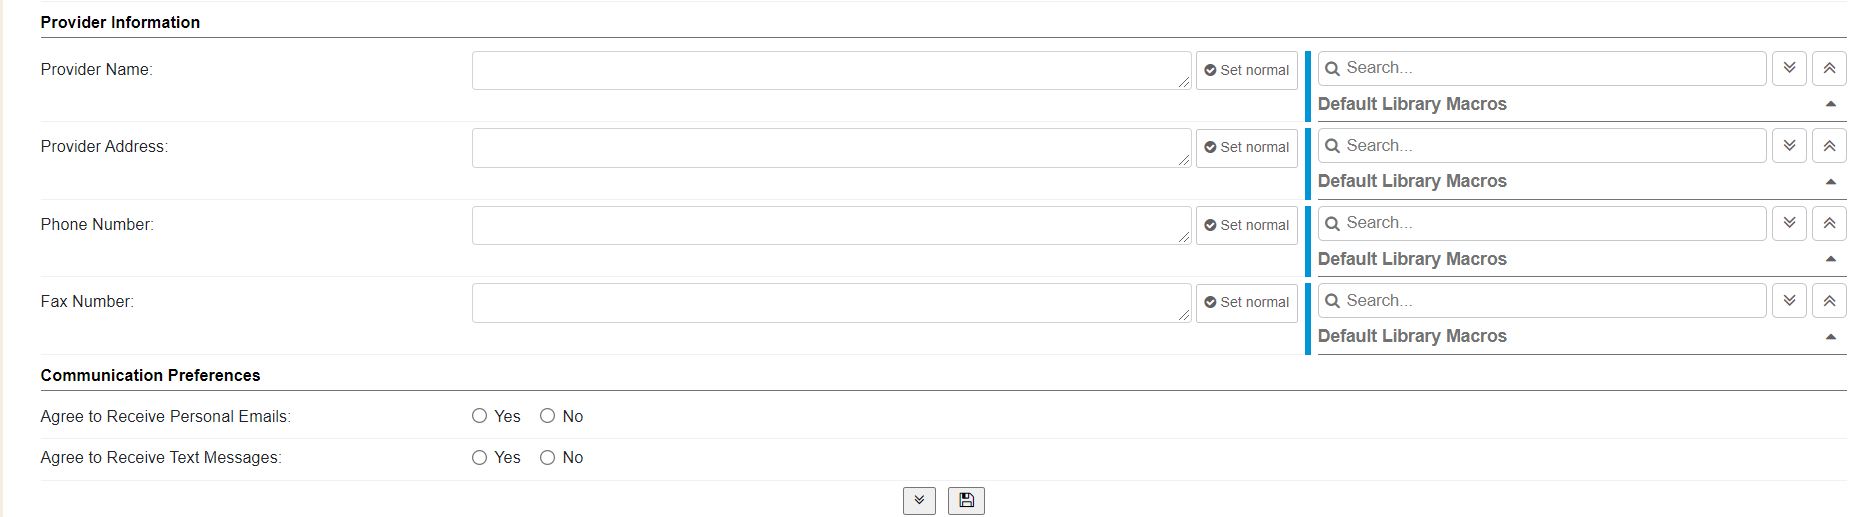 Provider Information
Provider Name:
Set normal
Search...
Default Library Macros
Provider Address:
Set normal
Search...
Default Library Macros
Phone Number:
Set normal
Search...
Default Library Macros
Fax Number:
Set normal
Search...
Default Library Macros
Communication Preferences
Agree to Receive Personal Emails: Yes No
Agree to Receive Text Messages: Yes No